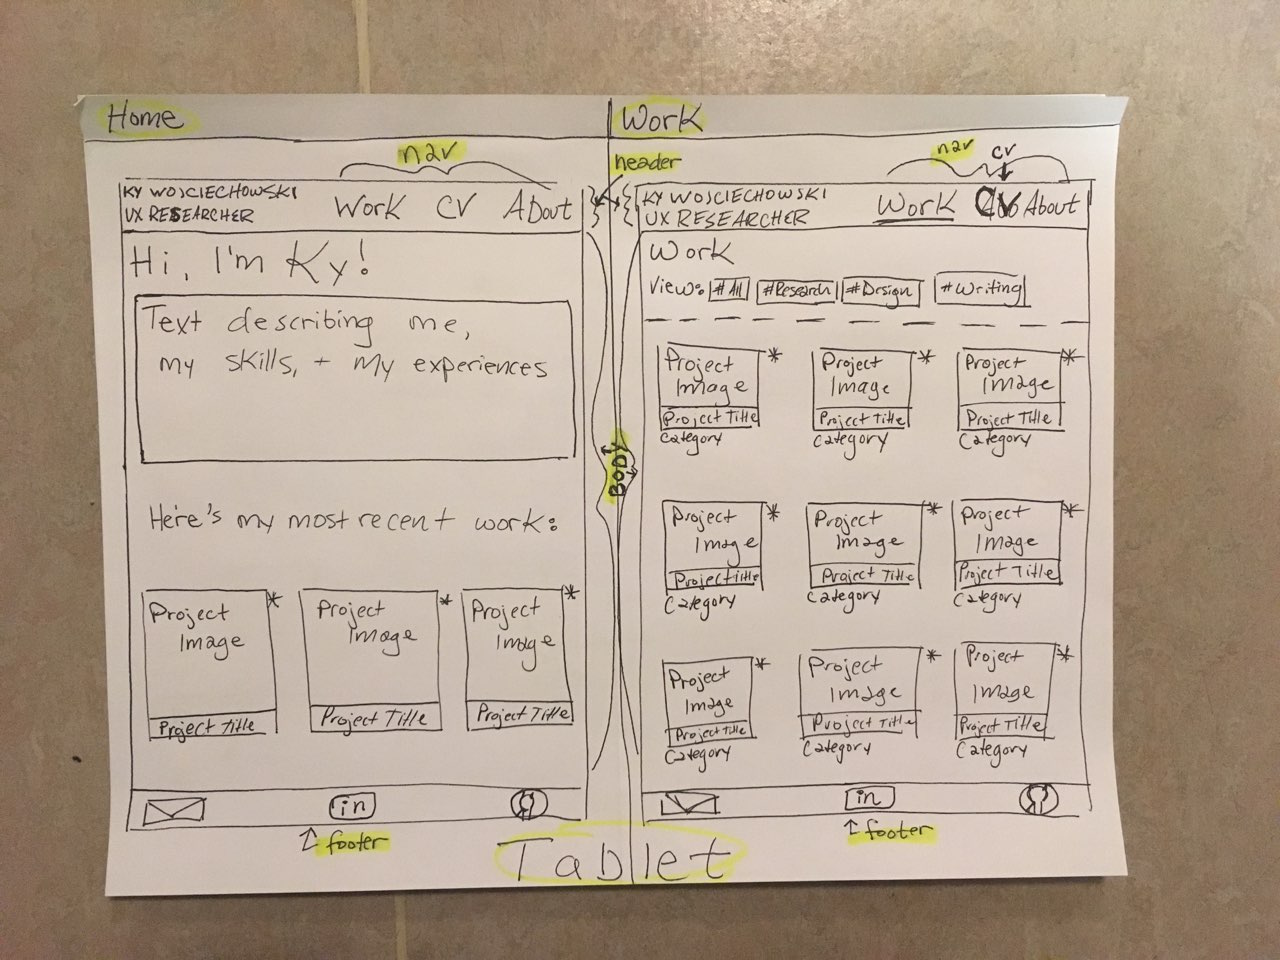 Home
nav
header
KY WOJCIECHOWSKI
UX RESEARCHER
Work CV About
Hi, I'm Ky!
Text describing me,
my skills, + my experiences
Here's my most recent work:
Project Image *
Project Title
Project Image *
Project Title
Project Image *
Project Title
in
↑ footer
BODY
Work
nav
CV
KY WOJCIECHOWSKI
UX RESEARCHER
Work CV About
Work
View: #All #Research #Design #Writing
Project Image *
Project Title
Category
Project Image *
Project Title
Category
Project Image *
Project Title
Category
Project Image *
Project Title
Category
Project Image *
Project Title
Category
Project Image *
Project Title
Category
Project Image *
Project Title
Category
Project Image *
Project Title
Category
Project Image *
Project Title
Category
in
↑ footer
Tablet